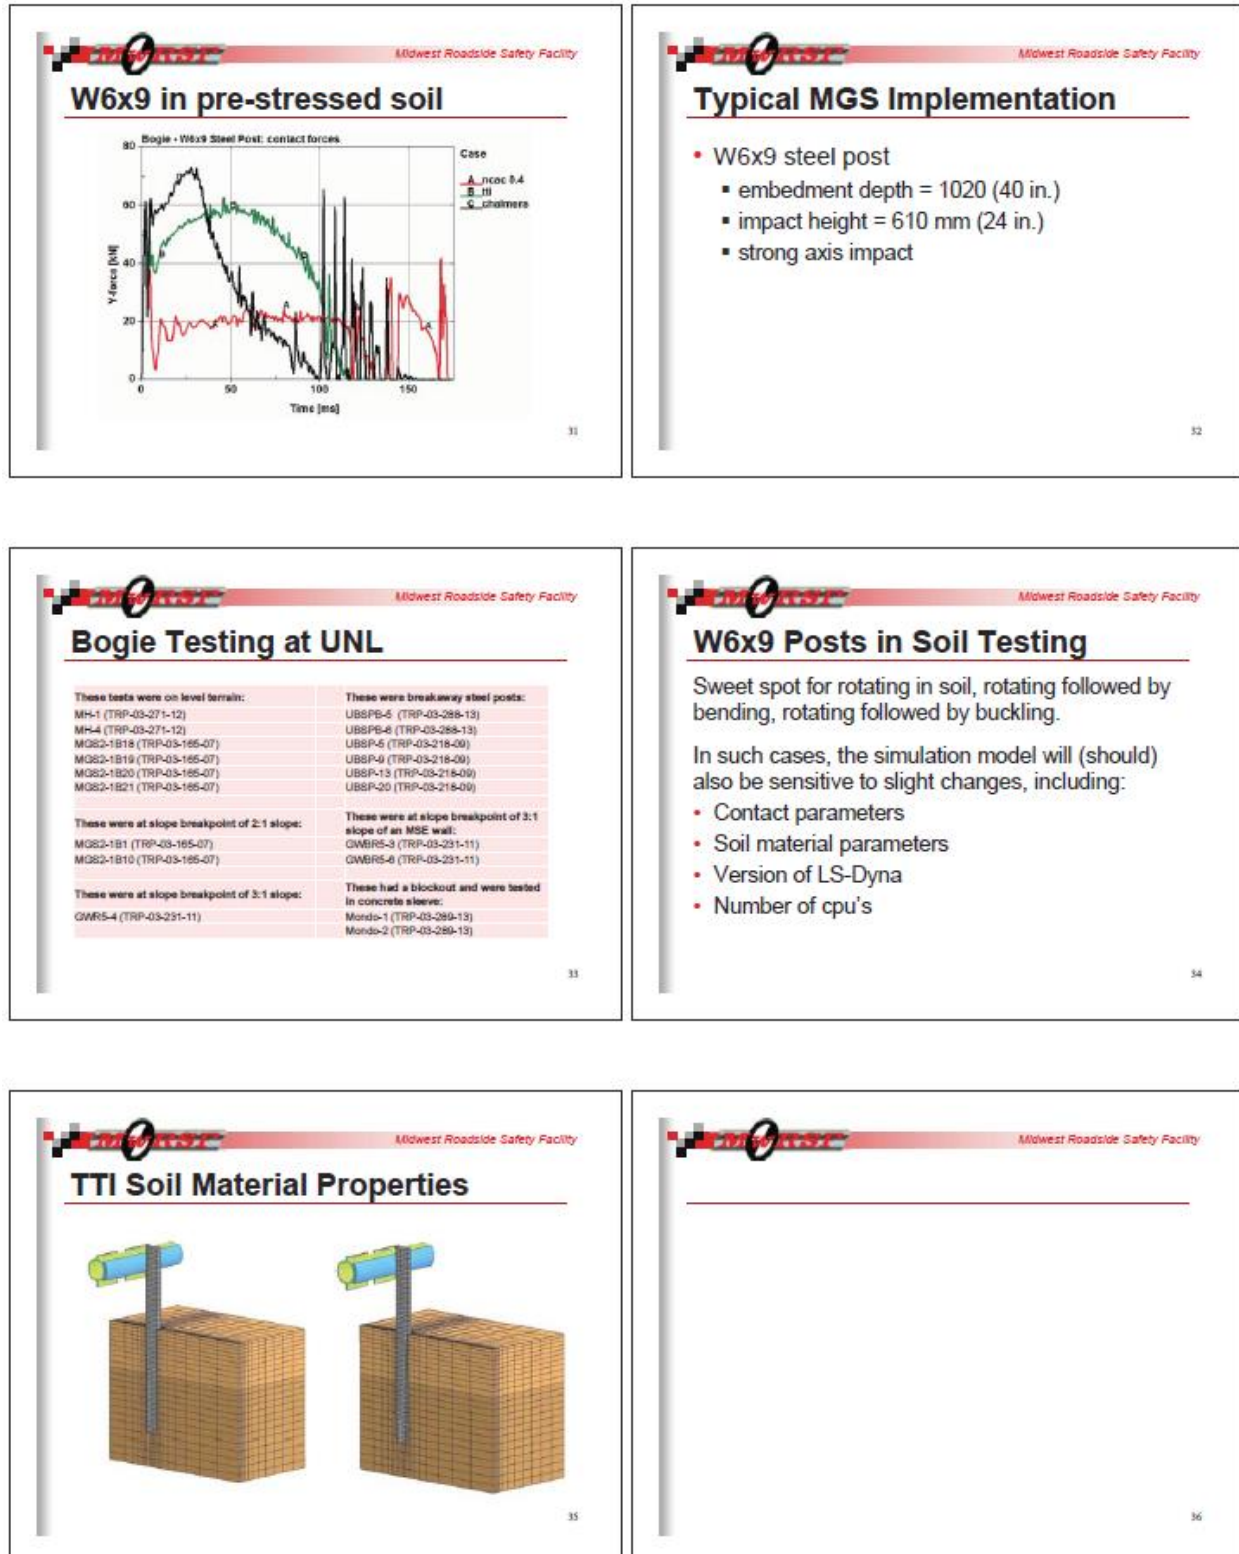 Midwest Roadside Safety Facility
W6x9 in pre-stressed soil
Bogie - W6x9 Steel Post: contact forces
Case
A ncac 0.4
B tti
C chalmers
Y-force [kN]
80
60
40
20
0
0 50 100 150
Time [ms]
31
Midwest Roadside Safety Facility
Typical MGS Implementation
• W6x9 steel post
▪ embedment depth = 1020 (40 in.)
▪ impact height = 610 mm (24 in.)
▪ strong axis impact
32
Midwest Roadside Safety Facility
Bogie Testing at UNL
These tests were on level terrain:
MH-1 (TRP-03-271-12)
MH-4 (TRP-03-271-12)
MGS2-1B18 (TRP-03-165-07)
MGS2-1B19 (TRP-03-165-07)
MGS2-1B20 (TRP-03-165-07)
MGS2-1B21 (TRP-03-165-07)
These were at slope breakpoint of 2:1 slope:
MGS2-1B1 (TRP-03-165-07)
MGS2-1B10 (TRP-03-165-07)
These were at slope breakpoint of 3:1 slope:
GWR5-4 (TRP-03-231-11)
These were breakaway steel posts:
UBSPB-5 (TRP-03-288-13)
UBSPB-6 (TRP-03-288-13)
UBSP-5 (TRP-03-218-09)
UBSP-9 (TRP-03-218-09)
UBSP-13 (TRP-03-218-09)
UBSP-20 (TRP-03-218-09)
These were at slope breakpoint of 3:1
slope of an MSE wall:
GWBR5-3 (TRP-03-231-11)
GWBR5-6 (TRP-03-231-11)
These had a blockout and were tested
in concrete sleeve:
Mondo-1 (TRP-03-289-13)
Mondo-2 (TRP-03-289-13)
33
Midwest Roadside Safety Facility
W6x9 Posts in Soil Testing
Sweet spot for rotating in soil, rotating followed by
bending, rotating followed by buckling.
In such cases, the simulation model will (should)
also be sensitive to slight changes, including:
• Contact parameters
• Soil material parameters
• Version of LS-Dyna
• Number of cpu's
34
Midwest Roadside Safety Facility
TTI Soil Material Properties
35
Midwest Roadside Safety Facility
36